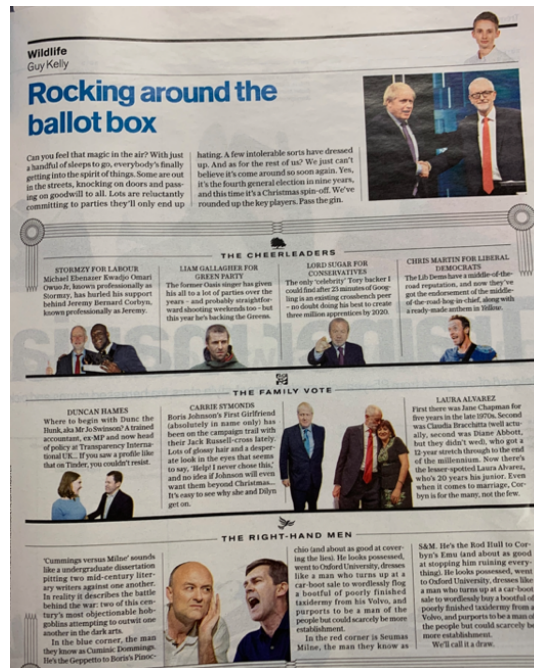 Wildlife
Guy Kelly
Rocking around the
ballot box
Can you feel that magic in the air? With just
a handful of sleeps to go, everybody's finally
getting into the spirit of things. Some are out
in the streets, knocking on doors and pass-
ing on goodwill to all. Lots are reluctantly
committing to parties they'll only end up
hating. A few intolerable sorts have dressed
up. And as for the rest of us? We just can't
believe it's come around so soon again. Yes,
it's the fourth general election in nine years,
and this time it's a Christmas spin-off. We've
rounded up the key players. Pass the gin.
THE CHEERLEADERS
STORMZY FOR LABOUR
Michael Ebenazer Kwadjo Omari
Owuo Jr, known professionally as
Stormzy, has hurled his support
behind Jeremy Bernard Corbyn,
known professionally as Jeremy.
LIAM GALLAGHER FOR
GREEN PARTY
The former Oasis singer has given
his all to a lot of parties over the
years – and probably straightfor-
ward shooting weekends too – but
this year he's backing the Greens.
LORD SUGAR FOR
CONSERVATIVES
The only 'celebrity' Tory backer I
could find after 25 minutes of Goog-
ling is an existing crossbench peer
– no doubt doing his best to create
three million apprentices by 2020.
CHRIS MARTIN FOR LIBERAL
DEMOCRATS
The Lib Dems have a middle-of-the-
road reputation, and now they've
got the endorsement of the middle-
of-the-road-bog-in-chief, along with
a ready-made anthem in Yellow.
THE FAMILY VOTE
DUNCAN HAMES
Where to begin with Dunc the
Hunk, aka Mr Jo Swinson? A trained
accountant, ex-MP and now head
of policy at Transparency Interna-
tional UK... If you saw a profile like
that on Tinder, you couldn't resist.
CARRIE SYMONDS
Boris Johnson's First Girlfriend
(absolutely in name only) has
been on the campaign trail with
their Jack Russell-cross lately.
Lots of glossy hair and a desper-
ate look in the eyes that seems
to say, 'Help! I never chose this,'
and no idea if Johnson will even
want them beyond Christmas...
It's easy to see why she and Dilyn
get on.
LAURA ALVAREZ
First there was Jane Chapman for
five years in the late 1970s. Second
was Claudia Bracchitta (well actu-
ally, second was Diane Abbott,
but they didn't wed), who got a
12-year stretch through to the end
of the millennium. Now there's
the lesser-spotted Laura Alvarez,
who's 20 years his junior. Even
when it comes to marriage, Cor-
byn is for the many, not the few.
THE RIGHT-HAND MEN
'Cummings versus Milne' sounds
like a undergraduate dissertation
pitting two mid-century liter-
ary writers against one another.
In reality it describes the battle
behind the war: two of this cen-
tury's most objectionable hob-
goblins attempting to outwit one
another in the dark arts.
In the blue corner, the man
they know as Cuminic Dommings.
He's the Geppetto to Boris's Pinoc-
chio (and about as good at cover-
ing the lies). He looks possessed,
went to Oxford University, dresses
like a man who turns up at a
car-boot sale to wordlessly flog
a bootful of poorly finished
taxidermy from his Volvo, and
purports to be a man of the
people but could scarcely be more
establishment.
In the red corner is Seumas
Milne, the man they know as
S&M. He's the Rod Hull to Cor-
byn's Emu (and about as good
at stopping him ruining every-
thing). He looks possessed, went
to Oxford University, dresses like
a man who turns up at a car-boot
sale to wordlessly buy a bootful of
poorly finished taxidermy from a
Volvo, and purports to be a man of
the people but could scarcely be
more establishment.
We'll call it a draw.